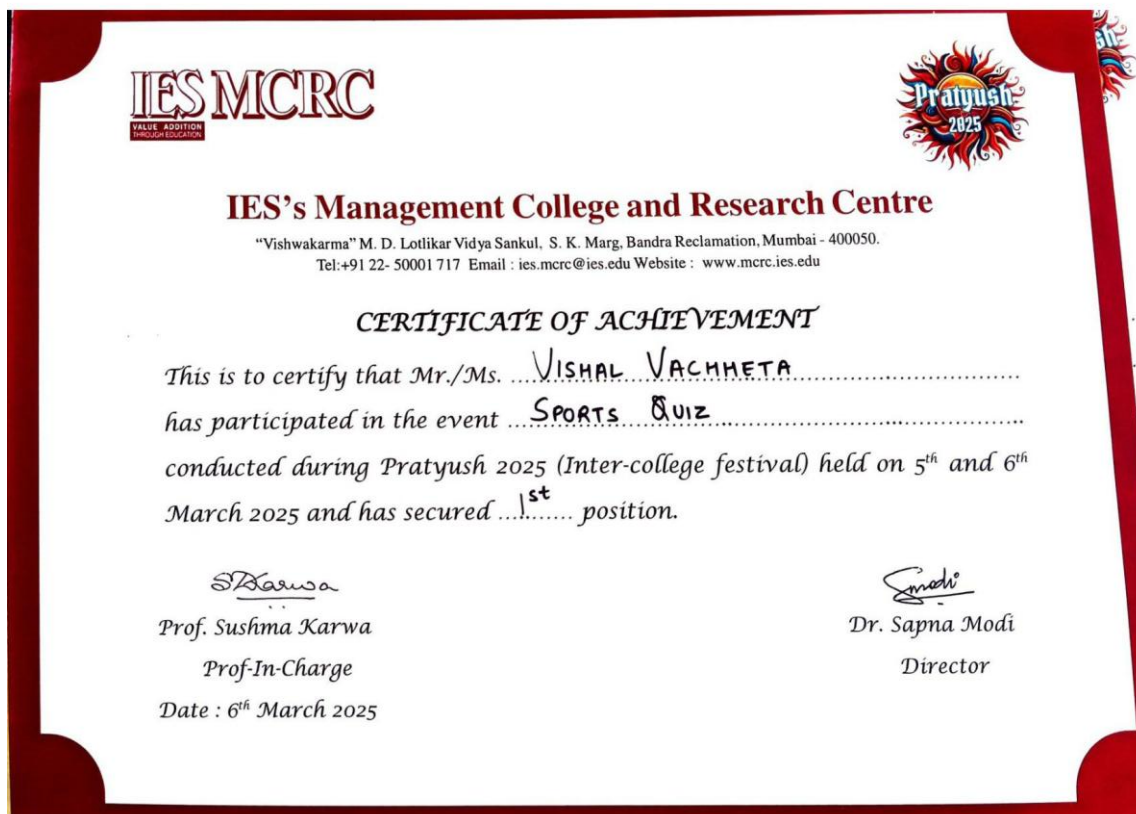 IES MCRC
VALUE ADDITION
THROUGH EDUCATION
Pratyush
2025
IES's Management College and Research Centre
"Vishwakarma" M. D. Lotlikar Vidya Sankul, S. K. Marg, Bandra Reclamation, Mumbai - 400050.
Tel:+91 22- 50001 717 Email : ies.mcrc@ies.edu Website : www.mcrc.ies.edu
CERTIFICATE OF ACHIEVEMENT
This is to certify that Mr./Ms. ....VISHAL VACHHETA....
has participated in the event ....SPORTS QUIZ....
conducted during Pratyush 2025 (Inter-college festival) held on 5th and 6th
March 2025 and has secured ...1st... position.
SDKarwa
Smodi
Prof. Sushma Karwa
Dr. Sapna Modi
Prof-In-Charge
Director
Date : 6th March 2025